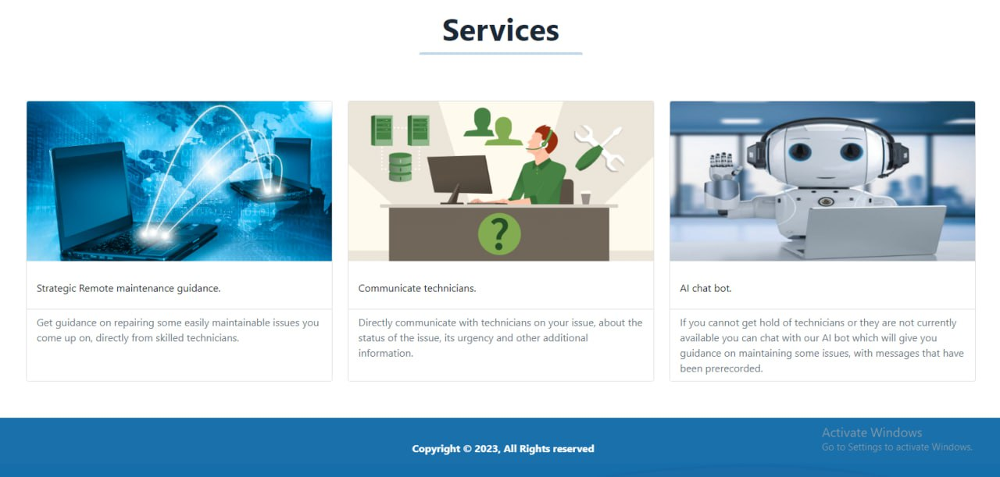 Services
Strategic Remote maintenance guidance.
Get guidance on repairing some easily maintainable issues you
come up on, directly from skilled technicians.
?
Communicate technicians.
Directly communicate with technicians on your issue, about the
status of the issue, its urgency and other additional
information.
AI chat bot.
If you cannot get hold of technicians or they are not currently
available you can chat with our AI bot which will give you
guidance on maintaining some issues, with messages that have
been prerecorded.
Copyright © 2023, All Rights reserved
Activate Windows
Go to Settings to activate Windows.